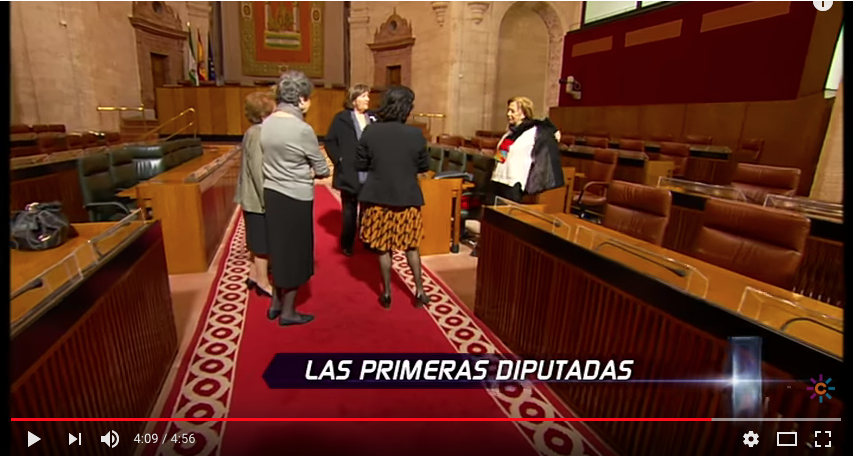 LAS PRIMERAS DIPUTADAS
4:09 / 4:56